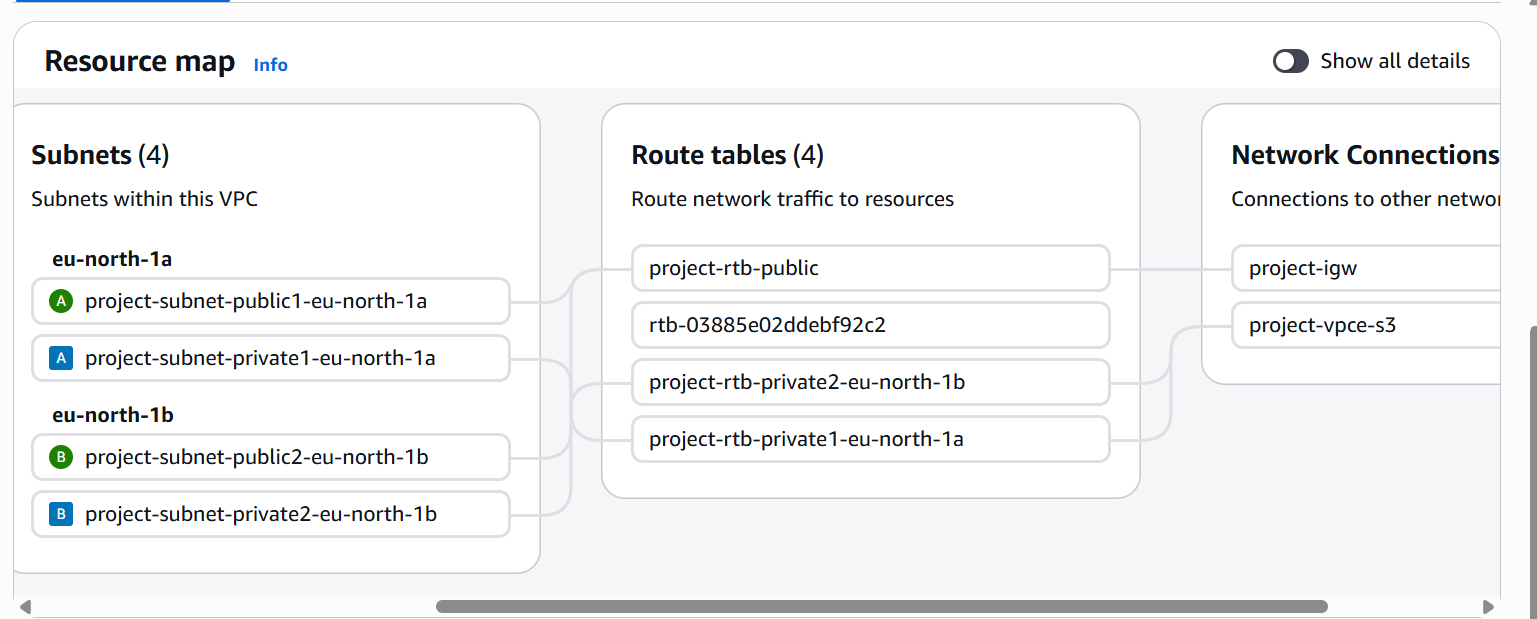 Resource map Info
Show all details
Subnets (4)
Subnets within this VPC
eu-north-1a
A project-subnet-public1-eu-north-1a
A project-subnet-private1-eu-north-1a
eu-north-1b
B project-subnet-public2-eu-north-1b
B project-subnet-private2-eu-north-1b
Route tables (4)
Route network traffic to resources
project-rtb-public
rtb-03885e02ddebf92c2
project-rtb-private2-eu-north-1b
project-rtb-private1-eu-north-1a
Network Connections
Connections to other
project-igw
project-vpce-s3